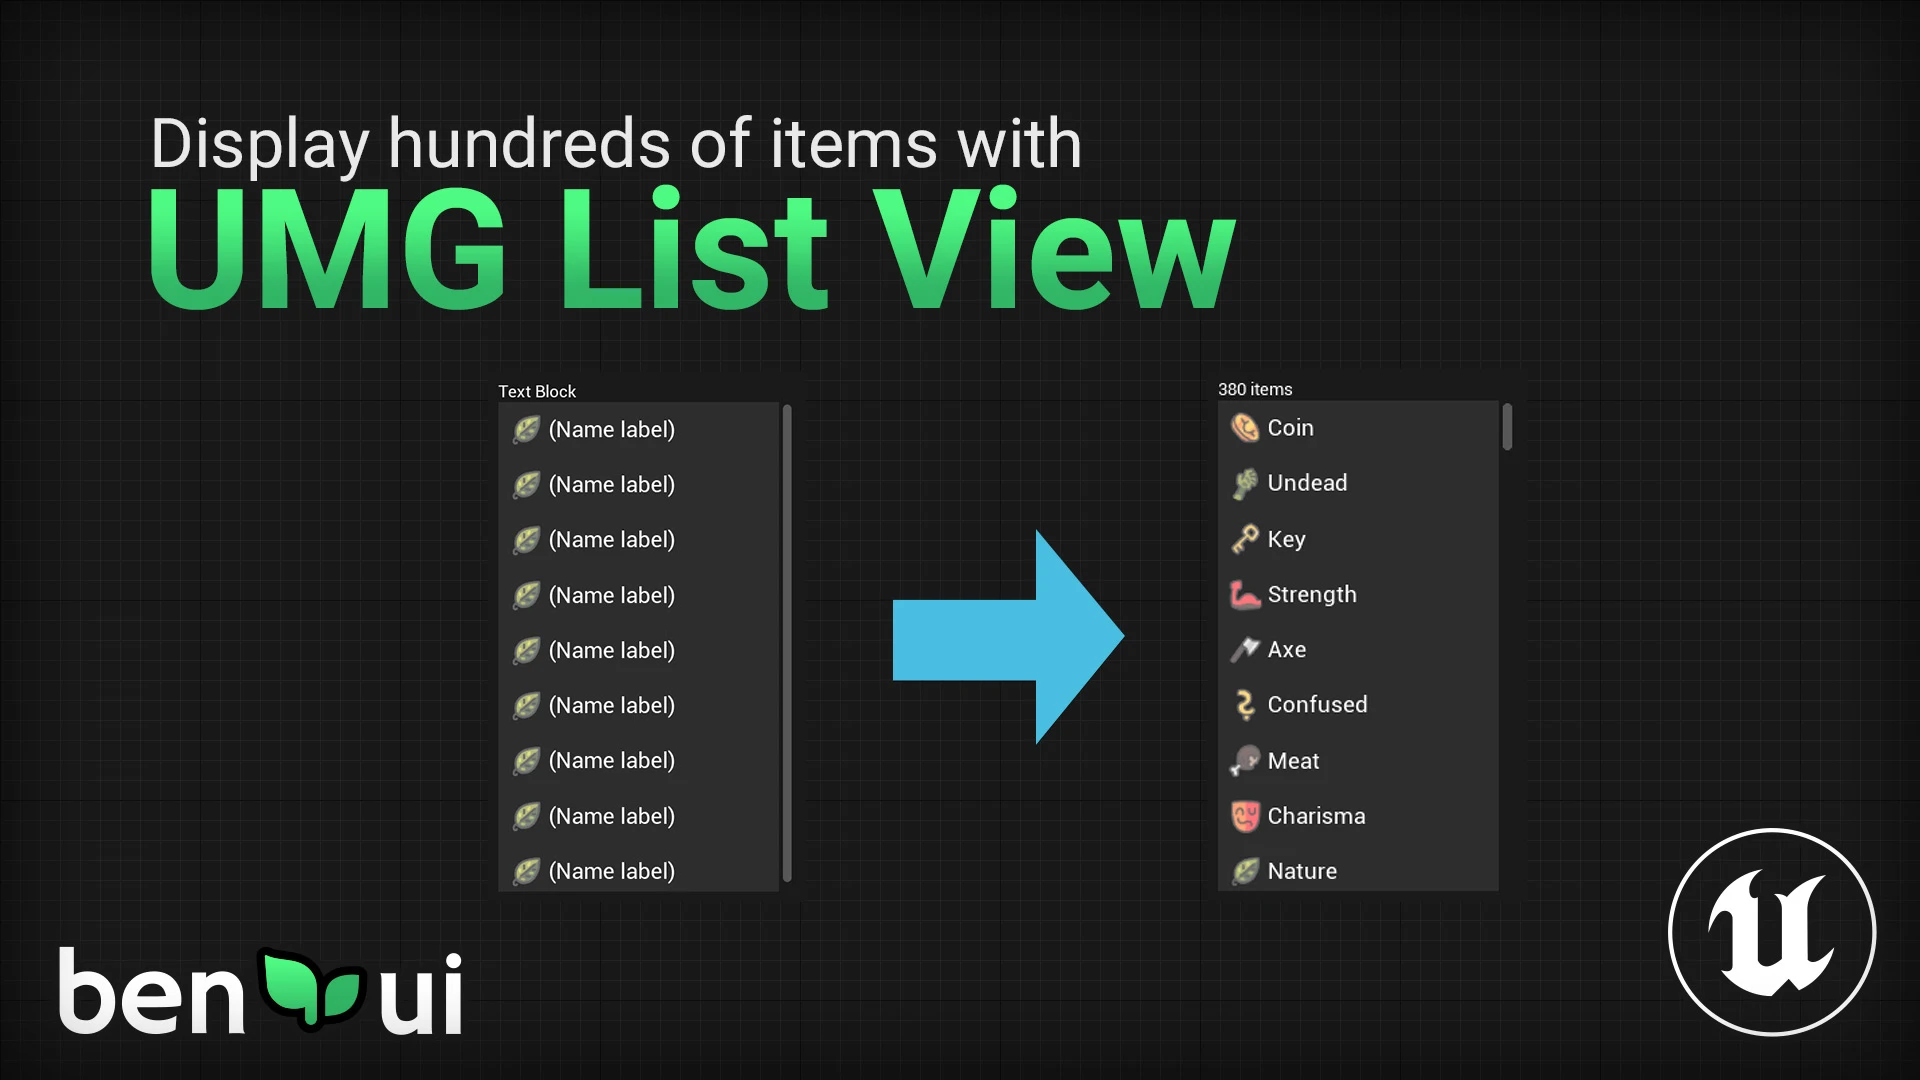 Display hundreds of items with
UMG List View
Text Block
(Name label)
(Name label)
(Name label)
(Name label)
(Name label)
(Name label)
(Name label)
(Name label)
(Name label)
380 items
Coin
Undead
Key
Strength
Axe
Confused
Meat
Charisma
Nature
ben ui